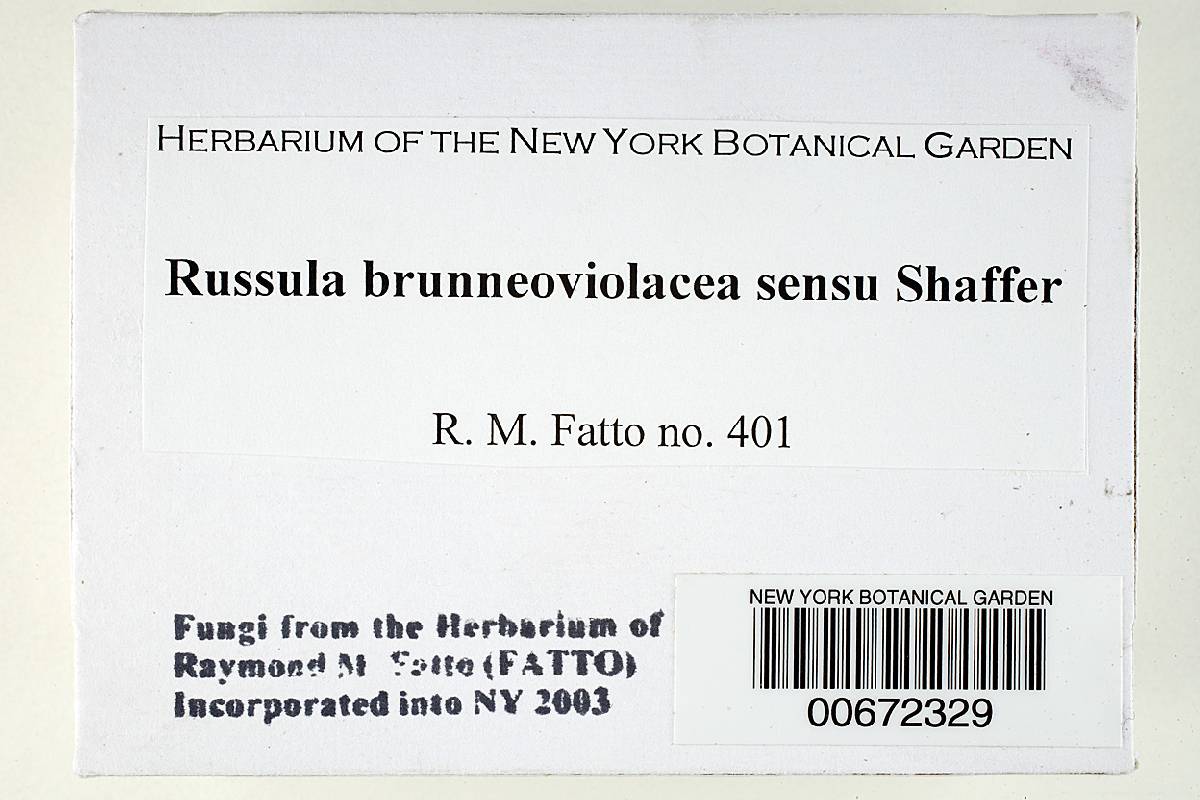 HERBARIUM OF THE NEW YORK BOTANICAL GARDEN
Russula brunneoviolacea sensu Shaffer
R. M. Fatto no. 401
Fungi from the Herbarium of
Raymond M. Fatto (FATTO)
Incorporated into NY 2003
NEW YORK BOTANICAL GARDEN
00672329